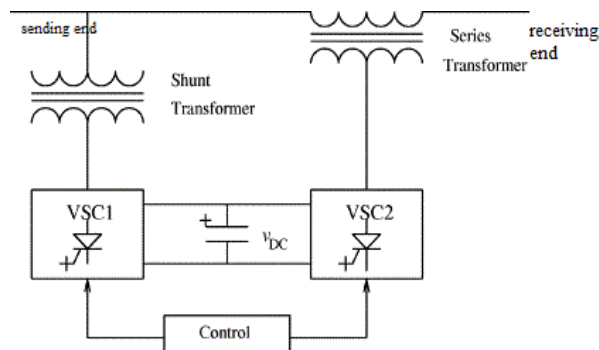 sending end
Series
Transformer
receiving
end
Shunt
Transformer
VSC1
VSC2
+
vDC
+
+
Control